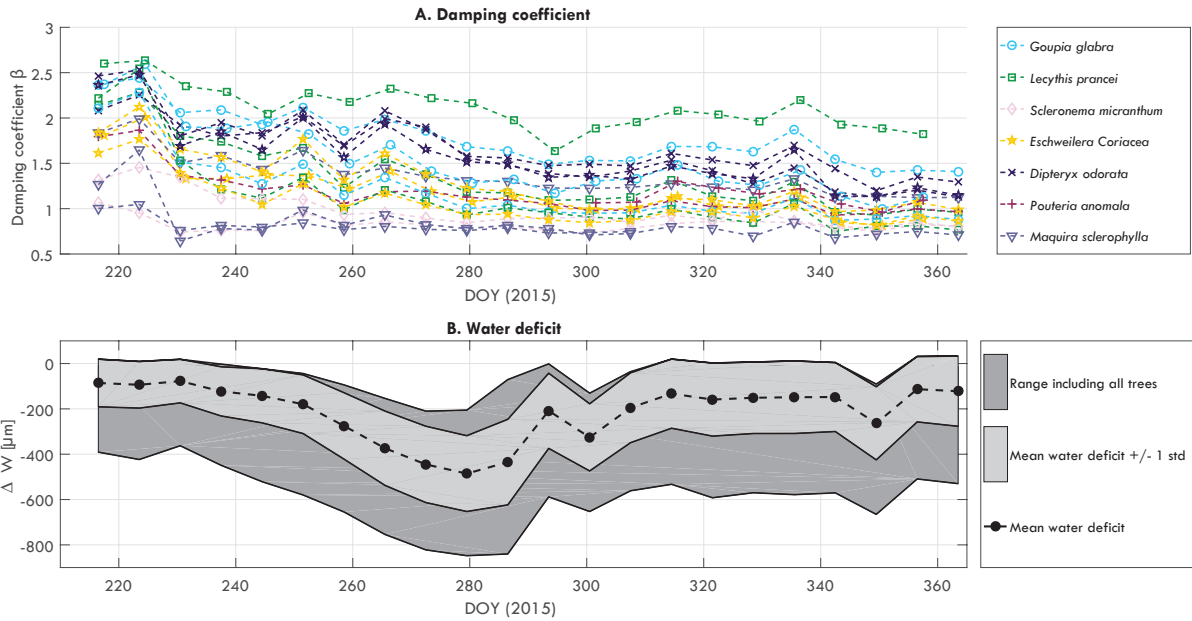 A. Damping coefficient
3
2.5
2
1.5
1
0.5
Damping coefficient β
220 240 260 280 300 320 340 360
DOY (2015)
Goupia glabra
Lecythis prancei
Scleronema micranthum
Eschweilera Coriacea
Dipteryx odorata
Pouteria anomala
Maquira sclerophylla
B. Water deficit
0
-200
-400
-600
-800
Δ W [μm]
220 240 260 280 300 320 340 360
DOY (2015)
Range including all trees
Mean water deficit +/- 1 std
Mean water deficit